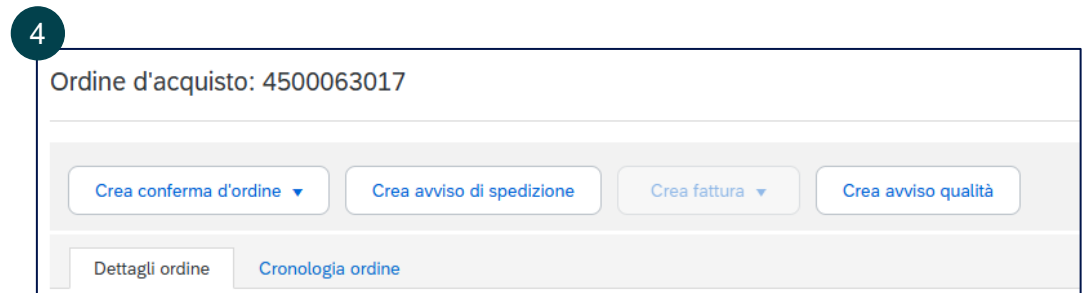 4
Ordine d'acquisto: 4500063017
Crea conferma d'ordine ▼ Crea avviso di spedizione Crea fattura ▼ Crea avviso qualità
Dettagli ordine Cronologia ordine